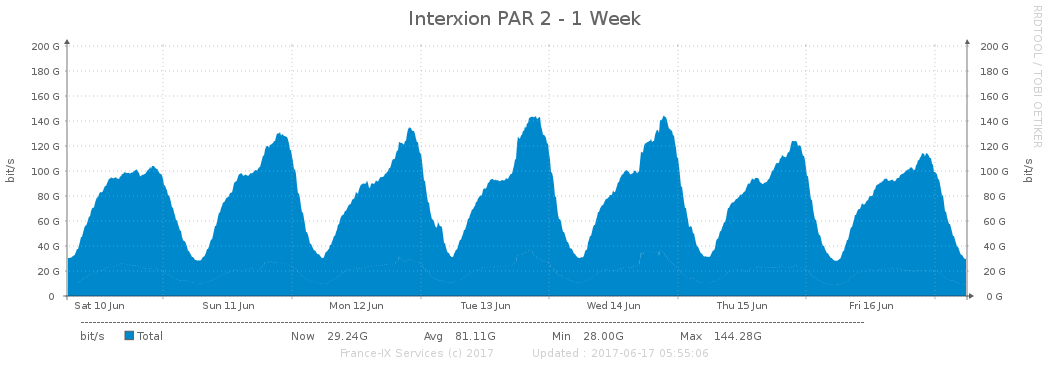 Interxion PAR 2 - 1 Week
RRDTOOL / TOBI OETIKER
200 G 200 G
180 G 180 G
160 G 160 G
140 G 140 G
120 G 120 G
100 G 100 G
80 G 80 G
60 G 60 G
40 G 40 G
20 G 20 G
0 0 G
bit/s
bit/s
Sat 10 Jun Sun 11 Jun Mon 12 Jun Tue 13 Jun Wed 14 Jun Thu 15 Jun Fri 16 Jun
bit/s Total Now 29.24G Avg 81.11G Min 28.00G Max 144.28G
France-IX Services (c) 2017 Updated : 2017-06-17 05:55:06